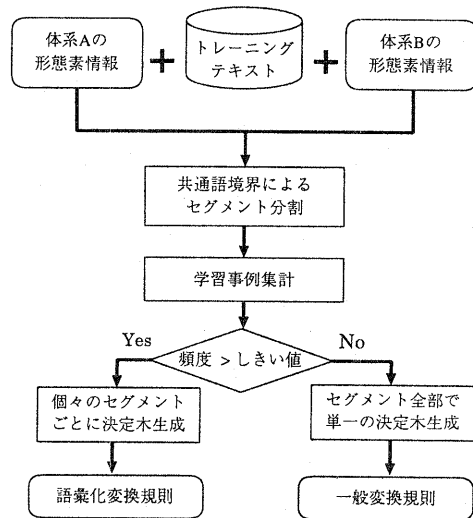 体系Aの
形態素情報
+
トレーニング
テキスト
+
体系Bの
形態素情報
共通語境界による
セグメント分割
学習事例集計
Yes
頻度 > しきい値
No
個々のセグメント
ごとに決定木生成
セグメント全部で
単一の決定木生成
語彙化変換規則
一般変換規則